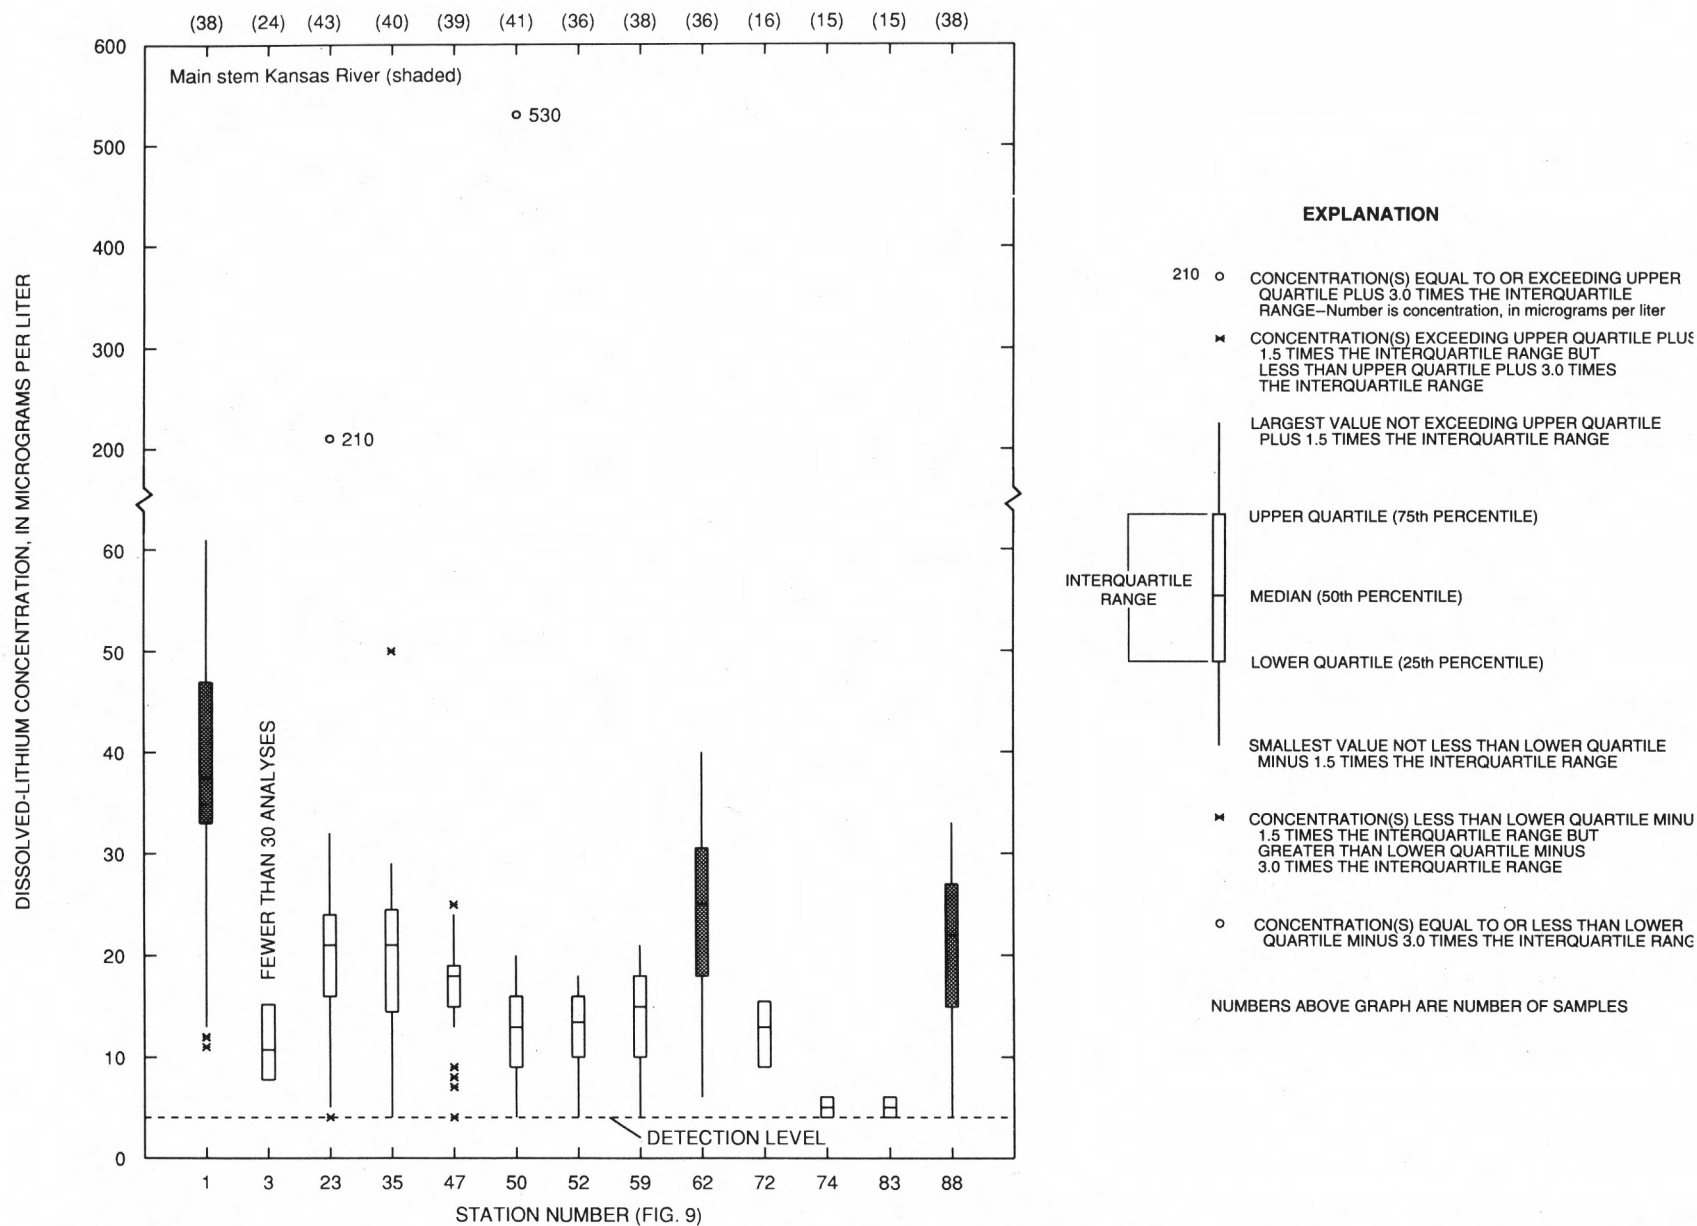 (38) (24) (43) (40) (39) (41) (36) (38) (36) (16) (15) (15) (38)
600
500
400
300
200
60
50
40
30
20
10
0
DISSOLVED-LITHIUM CONCENTRATION, IN MICROGRAMS PER LITER
Main stem Kansas River (shaded)
530
210
FEWER THAN 30 ANALYSES
DETECTION LEVEL
1 3 23 35 47 50 52 59 62 72 74 83 88
STATION NUMBER (FIG. 9)
EXPLANATION
210 CONCENTRATION(S) EQUAL TO OR EXCEEDING UPPER
QUARTILE PLUS 3.0 TIMES THE INTERQUARTILE
RANGE–Number is concentration, in micrograms per liter
CONCENTRATION(S) EXCEEDING UPPER QUARTILE PLUS
1.5 TIMES THE INTERQUARTILE RANGE BUT
LESS THAN UPPER QUARTILE PLUS 3.0 TIMES
THE INTERQUARTILE RANGE
LARGEST VALUE NOT EXCEEDING UPPER QUARTILE
PLUS 1.5 TIMES THE INTERQUARTILE RANGE
UPPER QUARTILE (75th PERCENTILE)
INTERQUARTILE
RANGE
MEDIAN (50th PERCENTILE)
LOWER QUARTILE (25th PERCENTILE)
SMALLEST VALUE NOT LESS THAN LOWER QUARTILE
MINUS 1.5 TIMES THE INTERQUARTILE RANGE
CONCENTRATION(S) LESS THAN LOWER QUARTILE MINU
1.5 TIMES THE INTERQUARTILE RANGE BUT
GREATER THAN LOWER QUARTILE MINUS
3.0 TIMES THE INTERQUARTILE RANGE
CONCENTRATION(S) EQUAL TO OR LESS THAN LOWER
QUARTILE MINUS 3.0 TIMES THE INTERQUARTILE RANG
NUMBERS ABOVE GRAPH ARE NUMBER OF SAMPLES